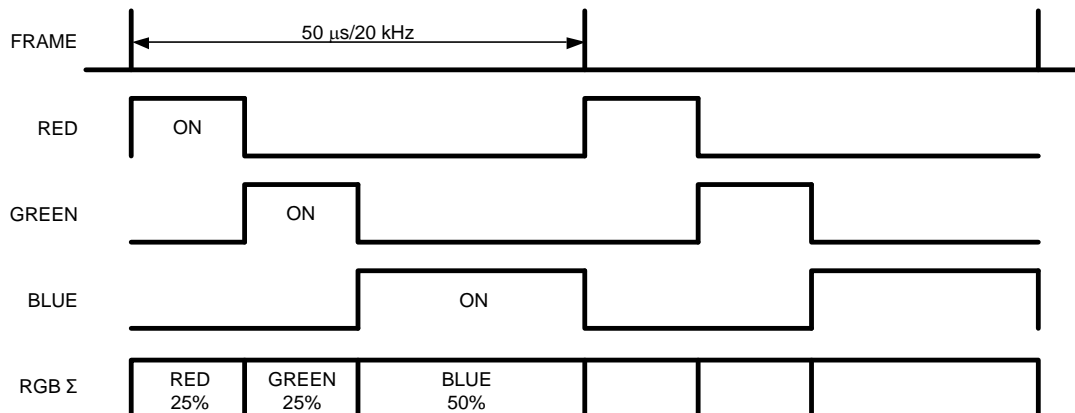 FRAME
50 μs/20 kHz
RED
ON
GREEN
ON
BLUE
ON
RGB Σ
RED
25%
GREEN
25%
BLUE
50%